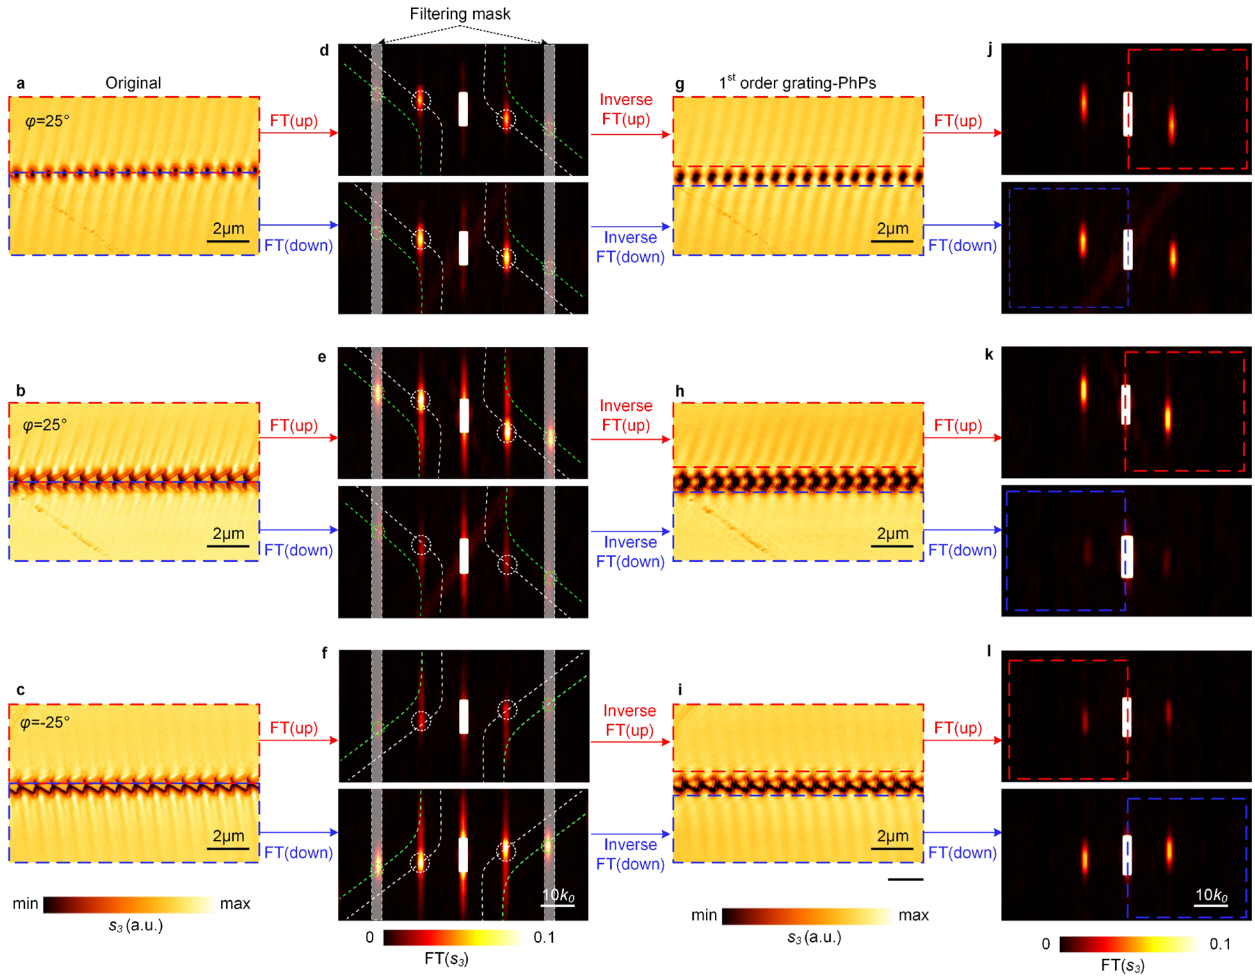 Filtering mask
a
Original
φ=25°
FT(up)
2µm
FT(down)
d
Inverse
FT(up)
Inverse
FT(down)
g
1st order grating-PhPs
FT(up)
2µm
FT(down)
j
b
φ=25°
FT(up)
2µm
FT(down)
e
Inverse
FT(up)
Inverse
FT(down)
h
FT(up)
2µm
FT(down)
k
c
φ=-25°
FT(up)
2µm
FT(down)
f
10k0
Inverse
FT(up)
Inverse
FT(down)
i
FT(up)
2µm
FT(down)
l
10k0
min max
s3 (a.u.)
0 0.1
FT(s3)
min max
s3 (a.u.)
0 0.1
FT(s3)